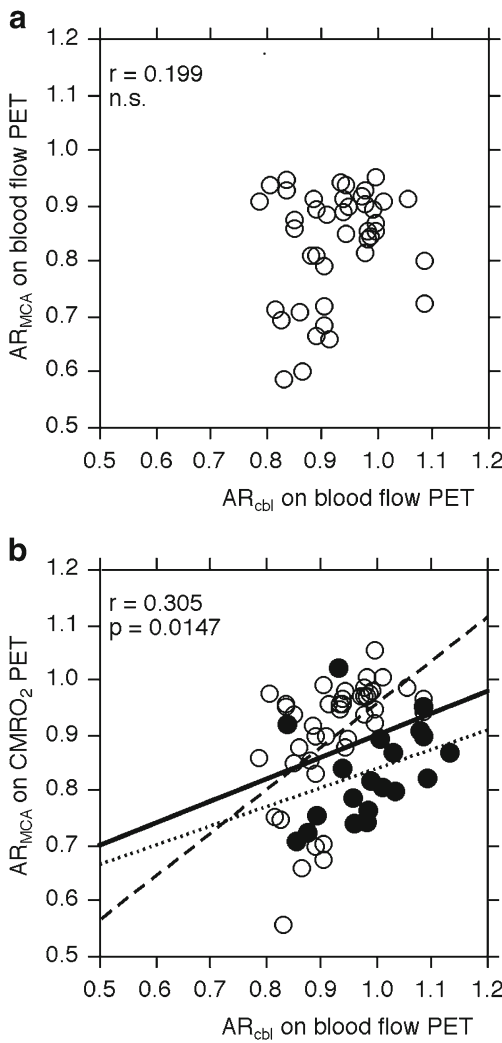 a
1.2
1.1
1.0
0.9
0.8
0.7
0.6
0.5
AR_MCA on blood flow PET
r = 0.199
n.s.
0.5 0.6 0.7 0.8 0.9 1.0 1.1 1.2
AR_cbl on blood flow PET
b
1.2
1.1
1.0
0.9
0.8
0.7
0.6
0.5
AR_MCA on CMRO₂ PET
r = 0.305
p = 0.0147
0.5 0.6 0.7 0.8 0.9 1.0 1.1 1.2
AR_cbl on blood flow PET